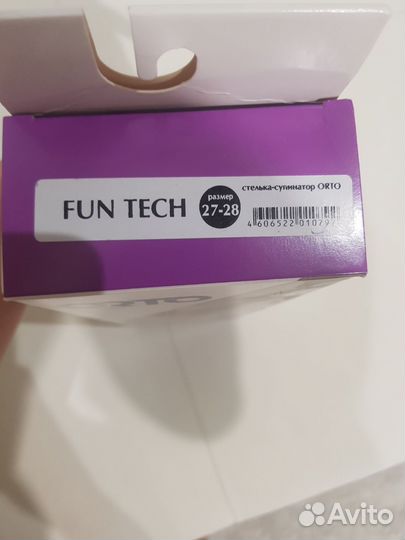 стелька-супинатор ORTO
FUN TECH
размер
27-28
4 606522 01079
Avito